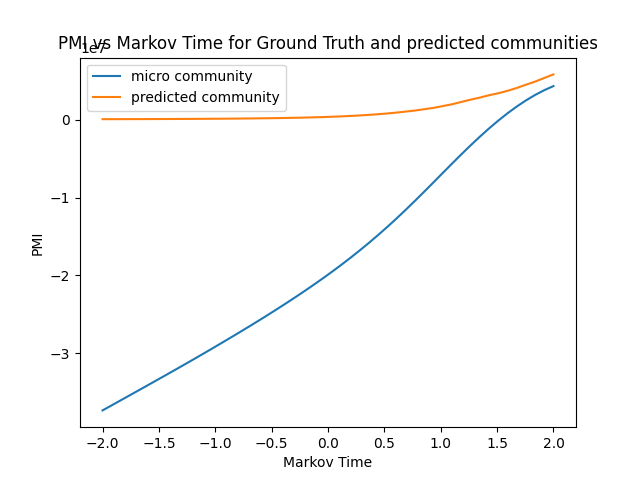 PMI vs Markov Time for Ground Truth and predicted communities
1e7
micro community
predicted community
0
−1
−2
−3
PMI
−2.0 −1.5 −1.0 −0.5 0.0 0.5 1.0 1.5 2.0
Markov Time